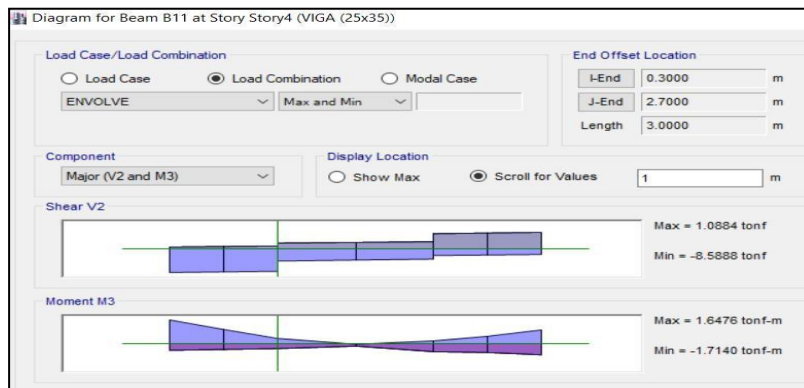 Diagram for Beam B11 at Story Story4 (VIGA (25x35))
Load Case/Load Combination
Load Case
Load Combination
Modal Case
ENVOLVE
Max and Min
End Offset Location
I-End
0.3000
m
J-End
2.7000
m
Length
3.0000
m
Component
Major (V2 and M3)
Display Location
Show Max
Scroll for Values
1
m
Shear V2
Max = 1.0884 tonf
Min = -8.5888 tonf
Moment M3
Max = 1.6476 tonf-m
Min = -1.7140 tonf-m